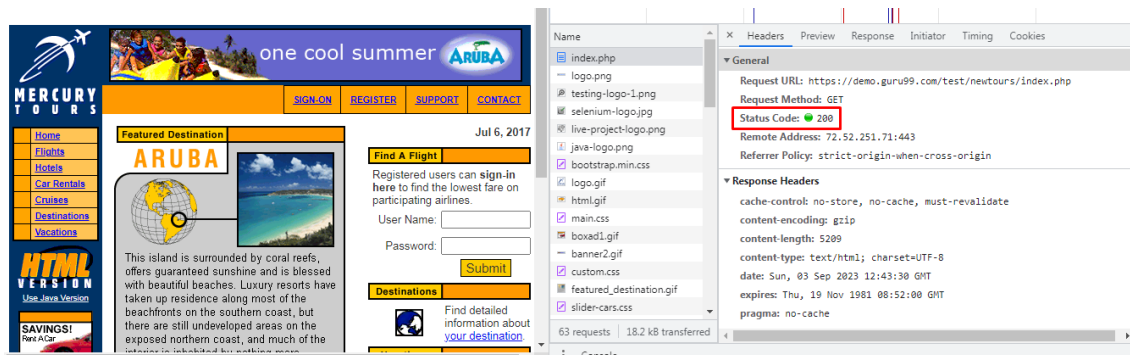 one cool summer ARUBA
MERCURY
TOURS
SIGN-ON REGISTER SUPPORT CONTACT
Home
Flights
Hotels
Car Rentals
Cruises
Destinations
Vacations
HTML
VERSION
Use Java Version
SAVINGS!
Rent A Car
Featured Destination
ARUBA
This island is surrounded by coral reefs,
offers guaranteed sunshine and is blessed
with beautiful beaches. Luxury resorts have
taken up residence along most of the
beachfronts on the southern coast, but
there are still undeveloped areas on the
exposed northern coast, and much of the
interior is inhabited by nothing more
Jul 6, 2017
Find A Flight
Registered users can sign-in
here to find the lowest fare on
participating airlines.
User Name:
Password:
Submit
Destinations
Find detailed
information about
your destination.
Name
index.php
logo.png
testing-logo-1.png
selenium-logo.jpg
live-project-logo.png
java-logo.png
bootstrap.min.css
logo.gif
html.gif
main.css
boxad1.gif
banner2.gif
custom.css
featured_destination.gif
slider-cars.css
63 requests 18.2 kB transferred
Console
× Headers Preview Response Initiator Timing Cookies
General
Request URL: https://demo.guru99.com/test/newtours/index.php
Request Method: GET
Status Code: 200
Remote Address: 72.52.251.71:443
Referrer Policy: strict-origin-when-cross-origin
Response Headers
cache-control: no-store, no-cache, must-revalidate
content-encoding: gzip
content-length: 5209
content-type: text/html; charset=UTF-8
date: Sun, 03 Sep 2023 12:43:30 GMT
expires: Thu, 19 Nov 1981 08:52:00 GMT
pragma: no-cache